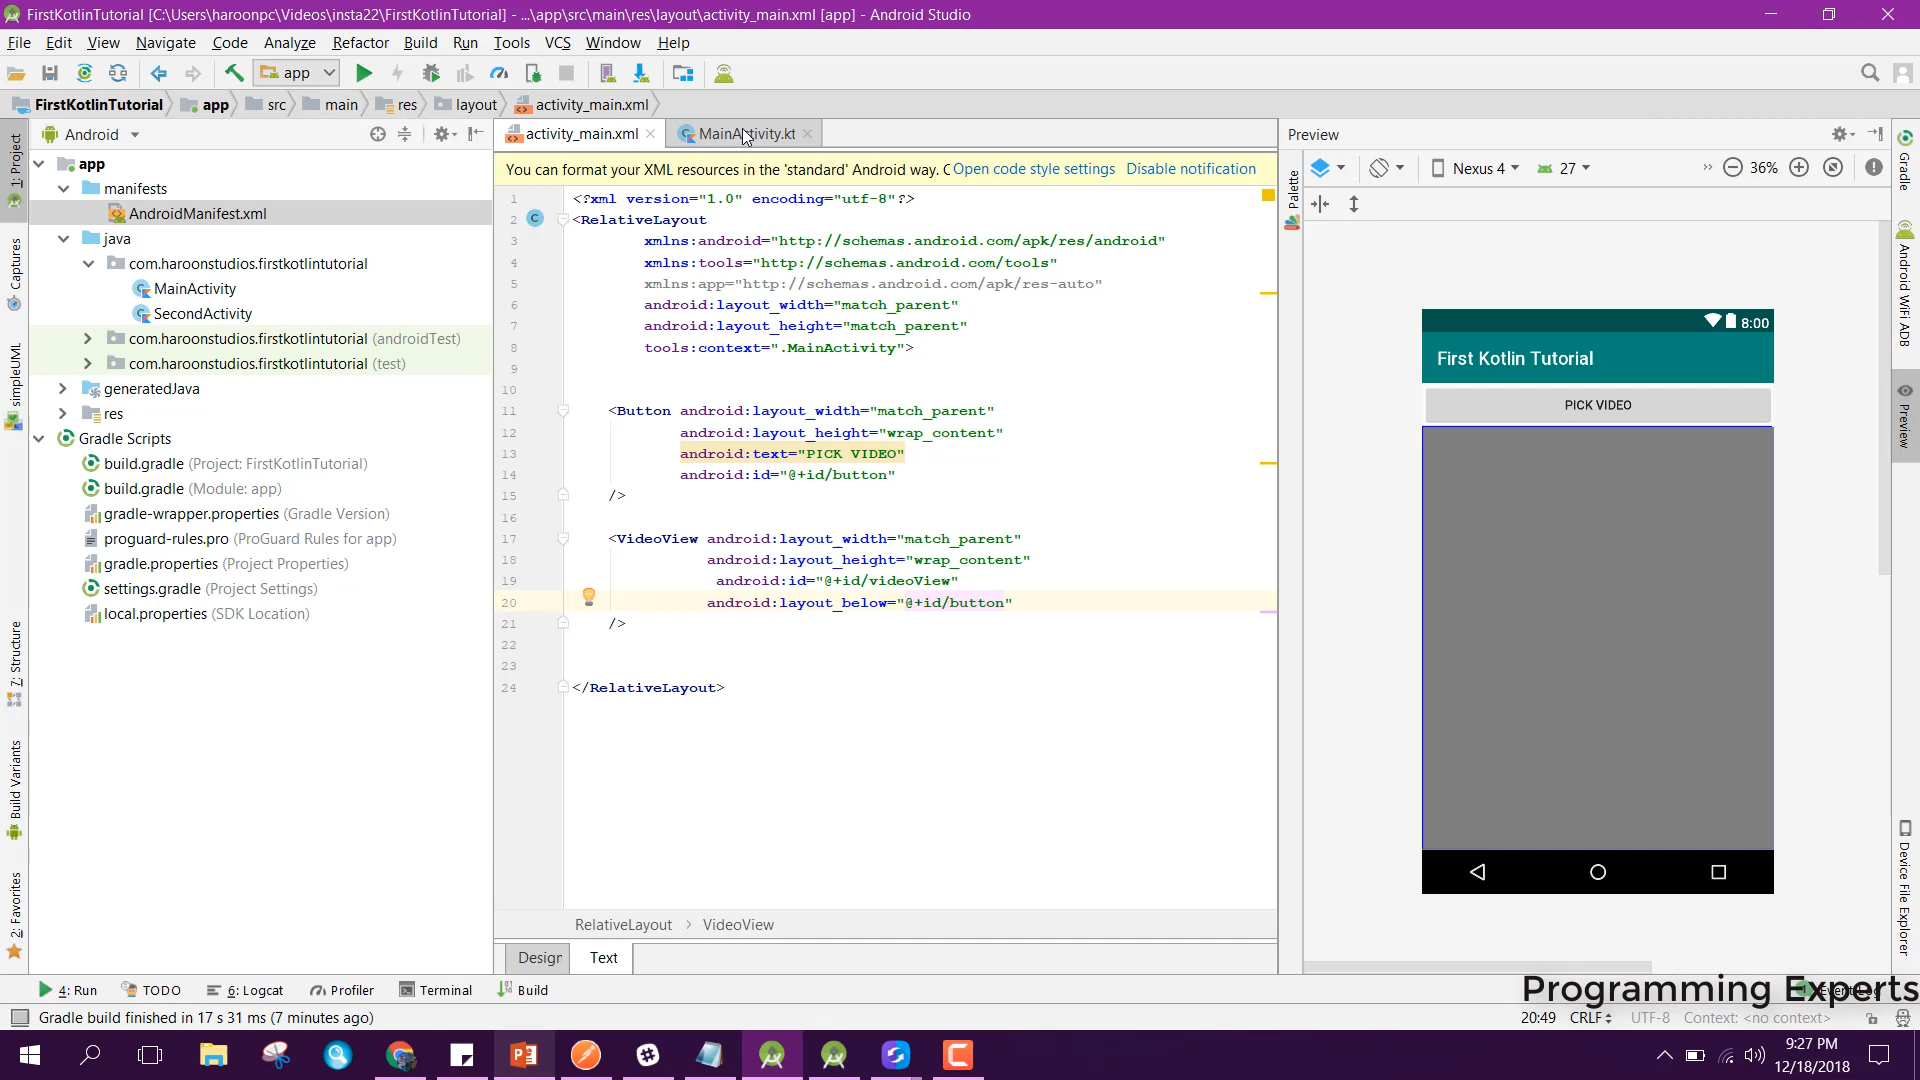 FirstKotlinTutorial [C:\Users\haroonpc\Videos\insta22\FirstKotlinTutorial] - ...\app\src\main\res\layout\activity_main.xml [app] - Android Studio
File Edit View Navigate Code Analyze Refactor Build Run Tools VCS Window Help
app
FirstKotlinTutorial app src main res layout activity_main.xml
Android
activity_main.xml MainActivity.kt
Preview
You can format your XML resources in the 'standard' Android way. C Open code style settings Disable notification
Nexus 4 27 36%
app
manifests
AndroidManifest.xml
java
com.haroonstudios.firstkotlintutorial
MainActivity
SecondActivity
com.haroonstudios.firstkotlintutorial (androidTest)
com.haroonstudios.firstkotlintutorial (test)
generatedJava
res
Gradle Scripts
build.gradle (Project: FirstKotlinTutorial)
build.gradle (Module: app)
gradle-wrapper.properties (Gradle Version)
proguard-rules.pro (ProGuard Rules for app)
gradle.properties (Project Properties)
settings.gradle (Project Settings)
local.properties (SDK Location)
1: Project
Captures
simpleUML
7: Structure
Build Variants
2: Favorites
1 <?xml version="1.0" encoding="utf-8"?>
2 <RelativeLayout
3 xmlns:android="http://schemas.android.com/apk/res/android"
4 xmlns:tools="http://schemas.android.com/tools"
5 xmlns:app="http://schemas.android.com/apk/res-auto"
6 android:layout_width="match_parent"
7 android:layout_height="match_parent"
8 tools:context=".MainActivity">
9
10
11 <Button android:layout_width="match_parent"
12 android:layout_height="wrap_content"
13 android:text="PICK VIDEO"
14 android:id="@+id/button"
15 />
16
17 <VideoView android:layout_width="match_parent"
18 android:layout_height="wrap_content"
19 android:id="@+id/videoView"
20 android:layout_below="@+id/button"
21 />
22
23
24 </RelativeLayout>
RelativeLayout › VideoView
Design Text
Palette
8:00
First Kotlin Tutorial
PICK VIDEO
Gradle
Android WiFi ADB
Preview
Device File Explorer
4: Run TODO 6: Logcat Profiler Terminal Build
Programming Experts
Gradle build finished in 17 s 31 ms (7 minutes ago)
20:49 CRLF UTF-8 Context: <no context>
9:27 PM
12/18/2018